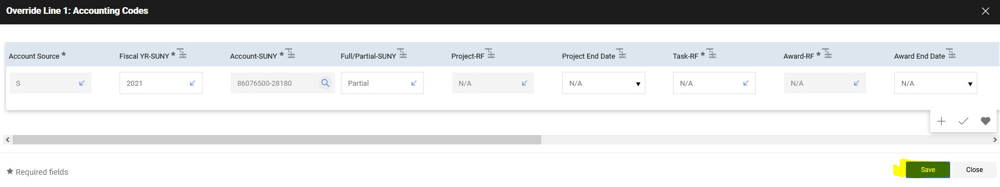 Override Line 1: Accounting Codes
Account Source ★ Fiscal YR-SUNY ★ Account-SUNY ★ Full/Partial-SUNY Project-RF Project End Date Task-RF ★ Award-RF ★ Award End Date
S 2021 86076500-28180 Partial N/A N/A N/A N/A N/A
★ Required fields Save Close